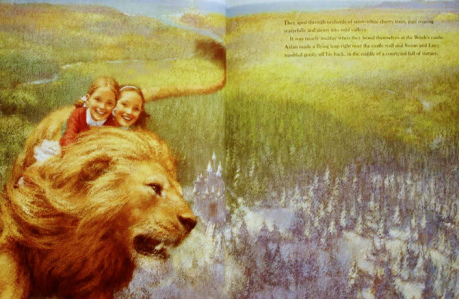 They sped through orchards of snow-white cherry trees, past roaring
waterfalls and down into wild valleys.
It was nearly midday when they found themselves at the Witch's castle.
Aslan made a flying leap right over the castle wall and Susan and Lucy
tumbled gently off his back, in the middle of a courtyard full of statues.